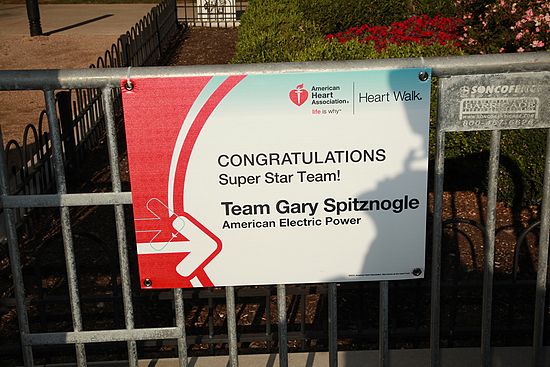 American
Heart
Association®
life is why™
Heart Walk®
CONGRATULATIONS
Super Star Team!
Team Gary Spitznogle
American Electric Power
SONCOFENCE